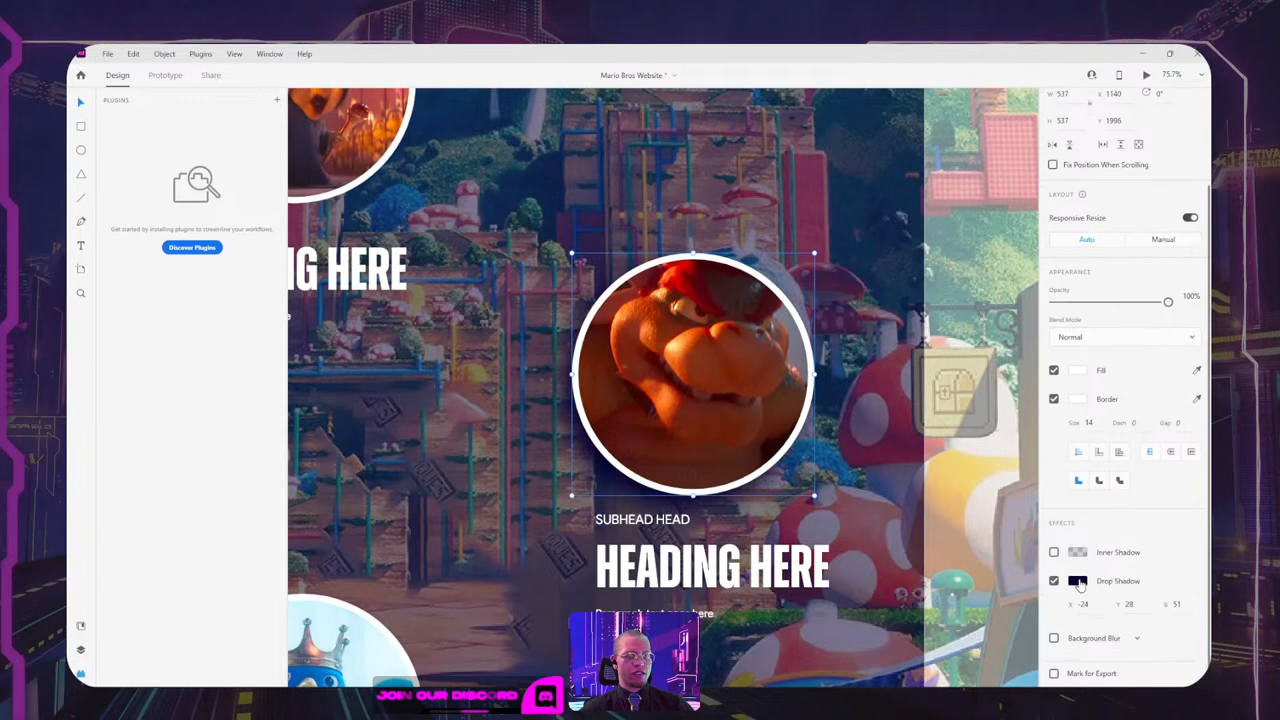 File Edit Object Plugins View Window Help
Design Prototype Share
Mario Bros Website *
75.7%
PLUGINS
Get started by installing plugins to streamline your workflows.
Discover Plugins
NG HERE
SUBHEAD HEAD
HEADING HERE
W 537 X 1140 0°
H 537 Y 1996
Fix Position When Scrolling
LAYOUT
Responsive Resize
Auto Manual
APPEARANCE
Opacity
100%
Blend Mode
Normal
Fill
Border
Size 14 Dash 0 Gap 0
EFFECTS
Inner Shadow
Drop Shadow
X -24 Y 28 B 51
Background Blur
Mark for Export
JOIN OUR DISCORD